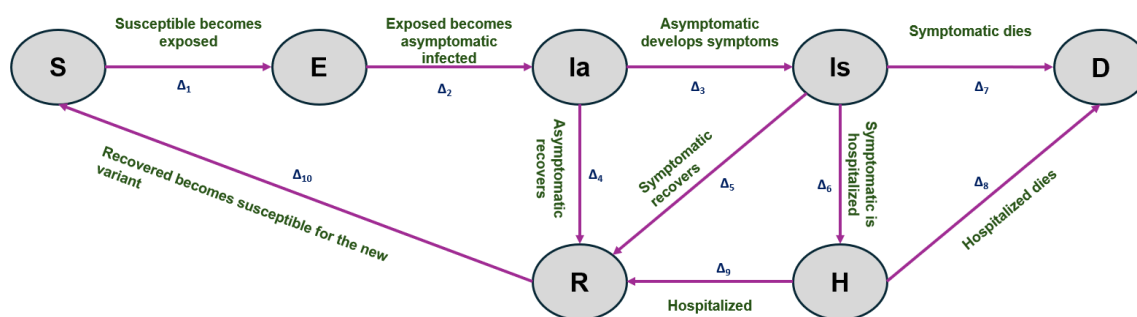 Susceptible becomes
exposed
Exposed becomes
asymptomatic
infected
Asymptomatic
develops symptoms
Symptomatic dies
S
E
Ia
Is
D
Δ1
Δ2
Δ3
Δ7
Recovered becomes susceptible for the new
variant
Δ10
Asymptomatic
recovers
Δ4
Symptomatic
recovers
Δ5
Δ6
Symptomatic is
hospitalized
Δ8
Hospitalized dies
R
Δ9
Hospitalized
H